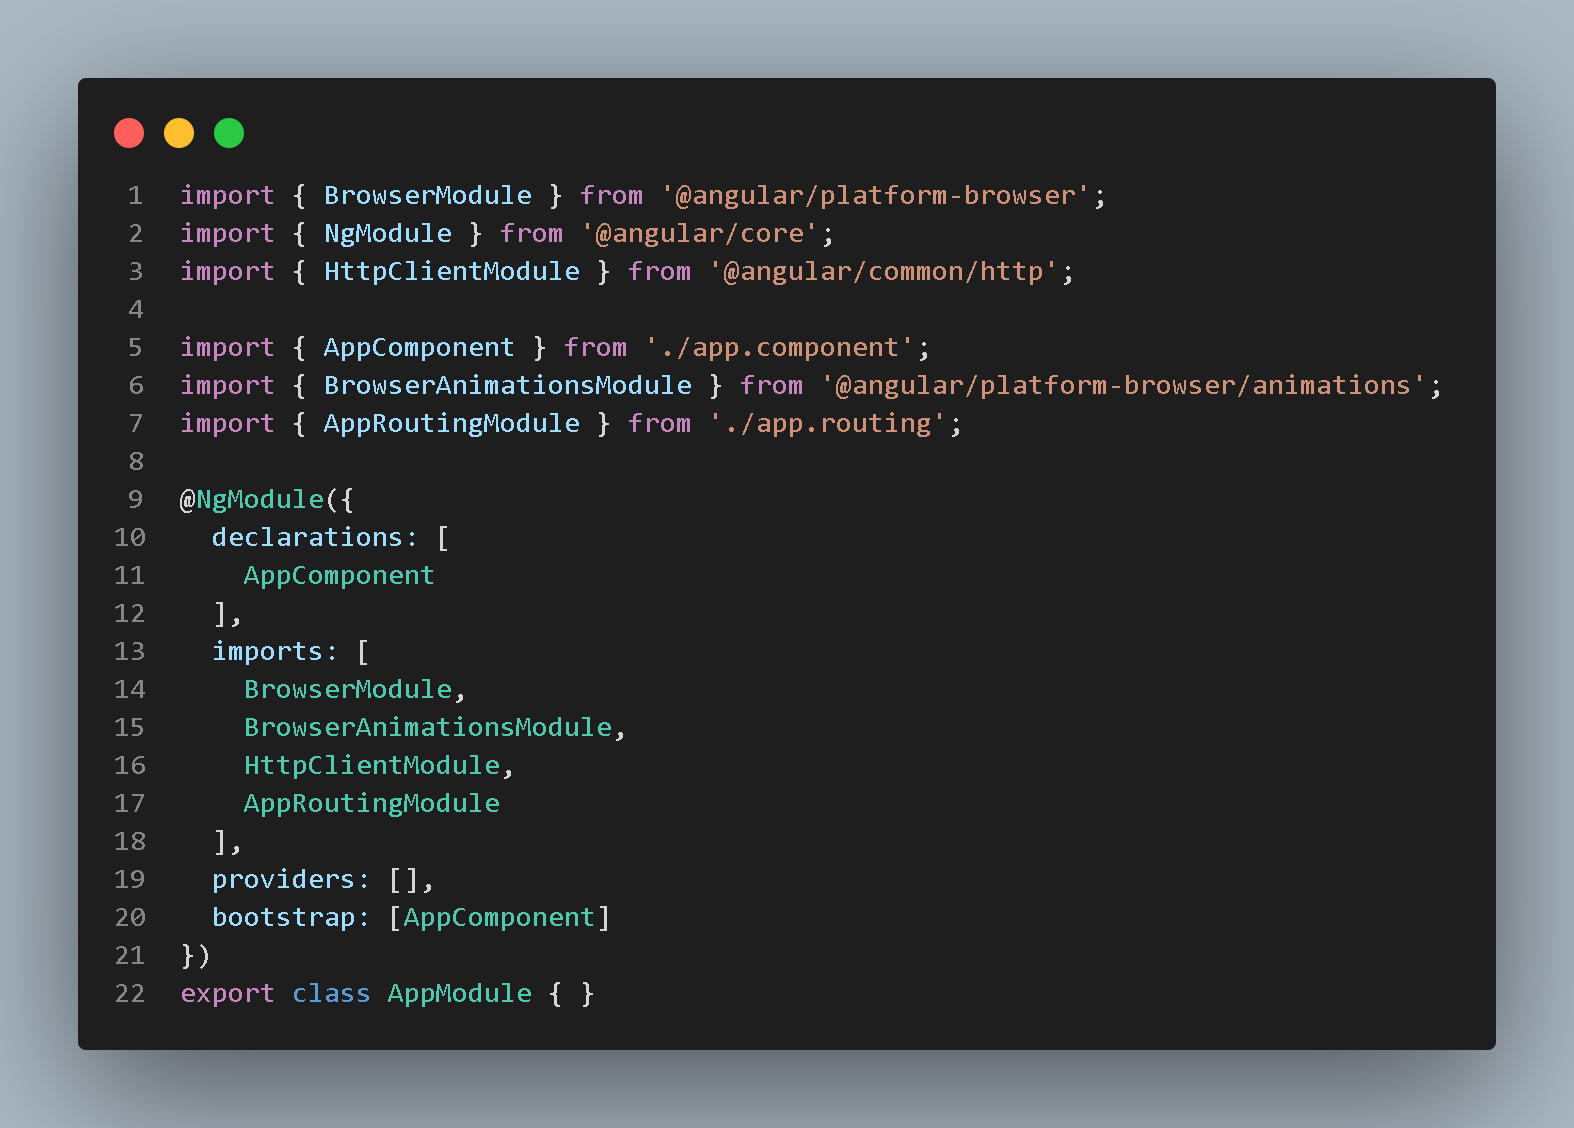 1 import { BrowserModule } from '@angular/platform-browser';
2 import { NgModule } from '@angular/core';
3 import { HttpClientModule } from '@angular/common/http';
4
5 import { AppComponent } from './app.component';
6 import { BrowserAnimationsModule } from '@angular/platform-browser/animations';
7 import { AppRoutingModule } from './app.routing';
8
9 @NgModule({
10   declarations: [
11     AppComponent
12   ],
13   imports: [
14     BrowserModule,
15     BrowserAnimationsModule,
16     HttpClientModule,
17     AppRoutingModule
18   ],
19   providers: [],
20   bootstrap: [AppComponent]
21 })
22 export class AppModule { }